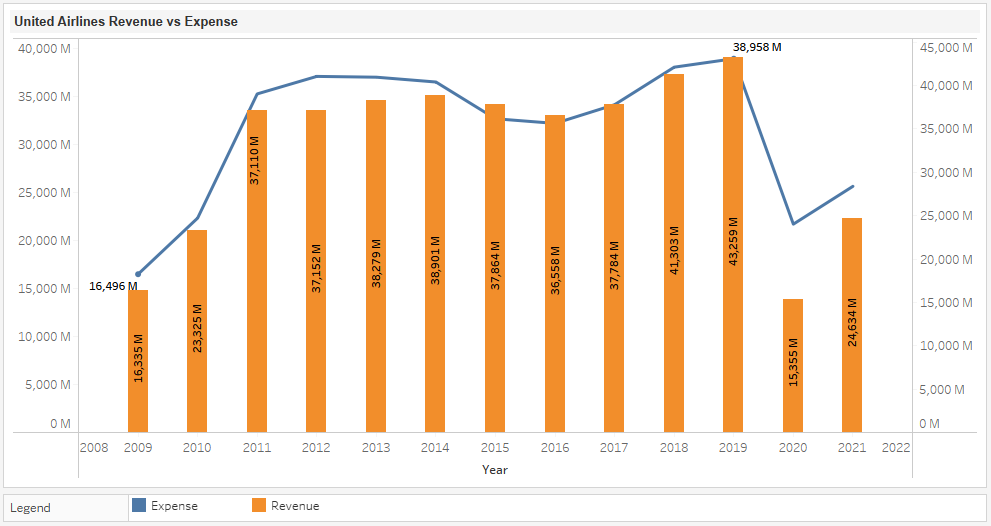 United Airlines Revenue vs Expense
40,000 M
35,000 M
30,000 M
25,000 M
20,000 M
15,000 M
10,000 M
5,000 M
0 M
16,496 M
38,958 M
16,335 M
23,325 M
37,110 M
37,152 M
38,279 M
38,901 M
37,864 M
36,558 M
37,784 M
41,303 M
43,259 M
15,355 M
24,634 M
45,000 M
40,000 M
35,000 M
30,000 M
25,000 M
20,000 M
15,000 M
10,000 M
5,000 M
0 M
2008 2009 2010 2011 2012 2013 2014 2015 2016 2017 2018 2019 2020 2021 2022
Year
Legend Expense Revenue